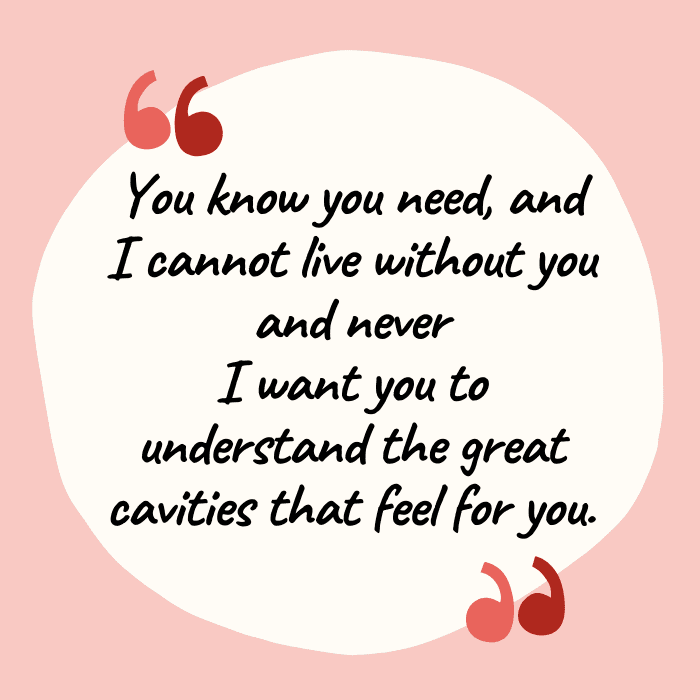 You know you need, and
I cannot live without you
and never
I want you to
understand the great
cavities that feel for you.